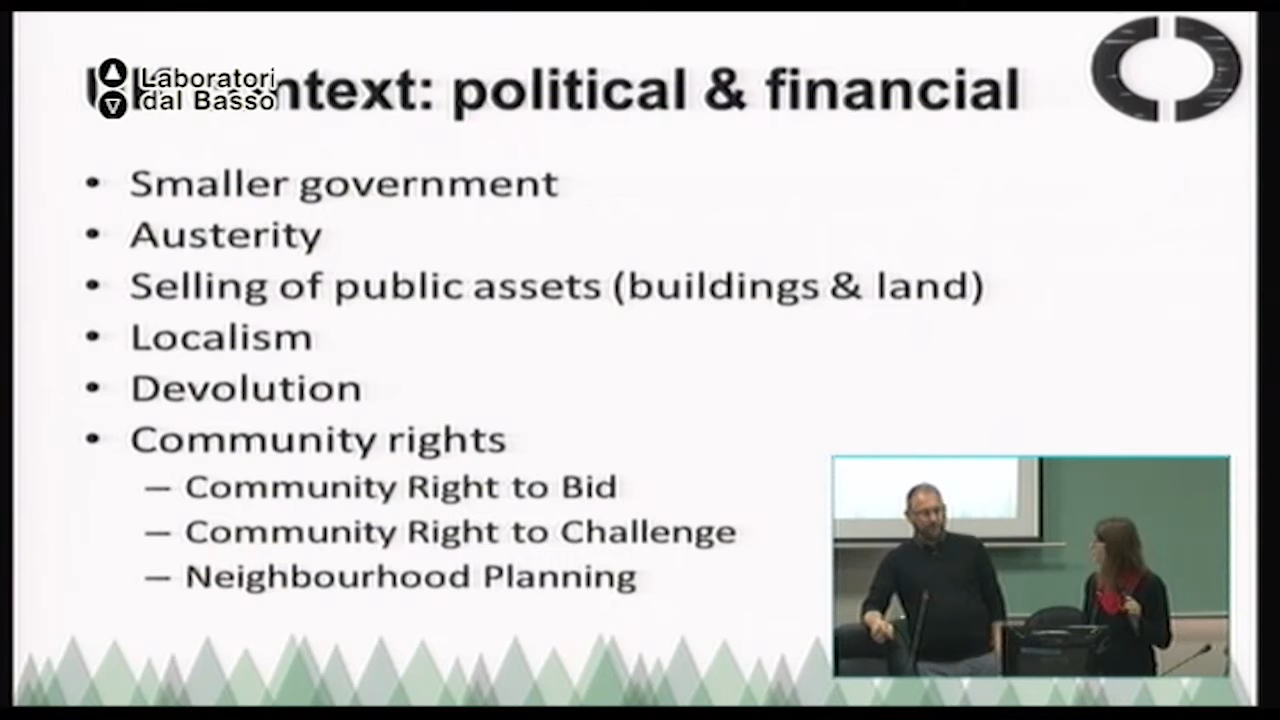 Laboratori
dal Basso
ntext: political & financial
• Smaller government
• Austerity
• Selling of public assets (buildings & land)
• Localism
• Devolution
• Community rights
– Community Right to Bid
– Community Right to Challenge
– Neighbourhood Planning